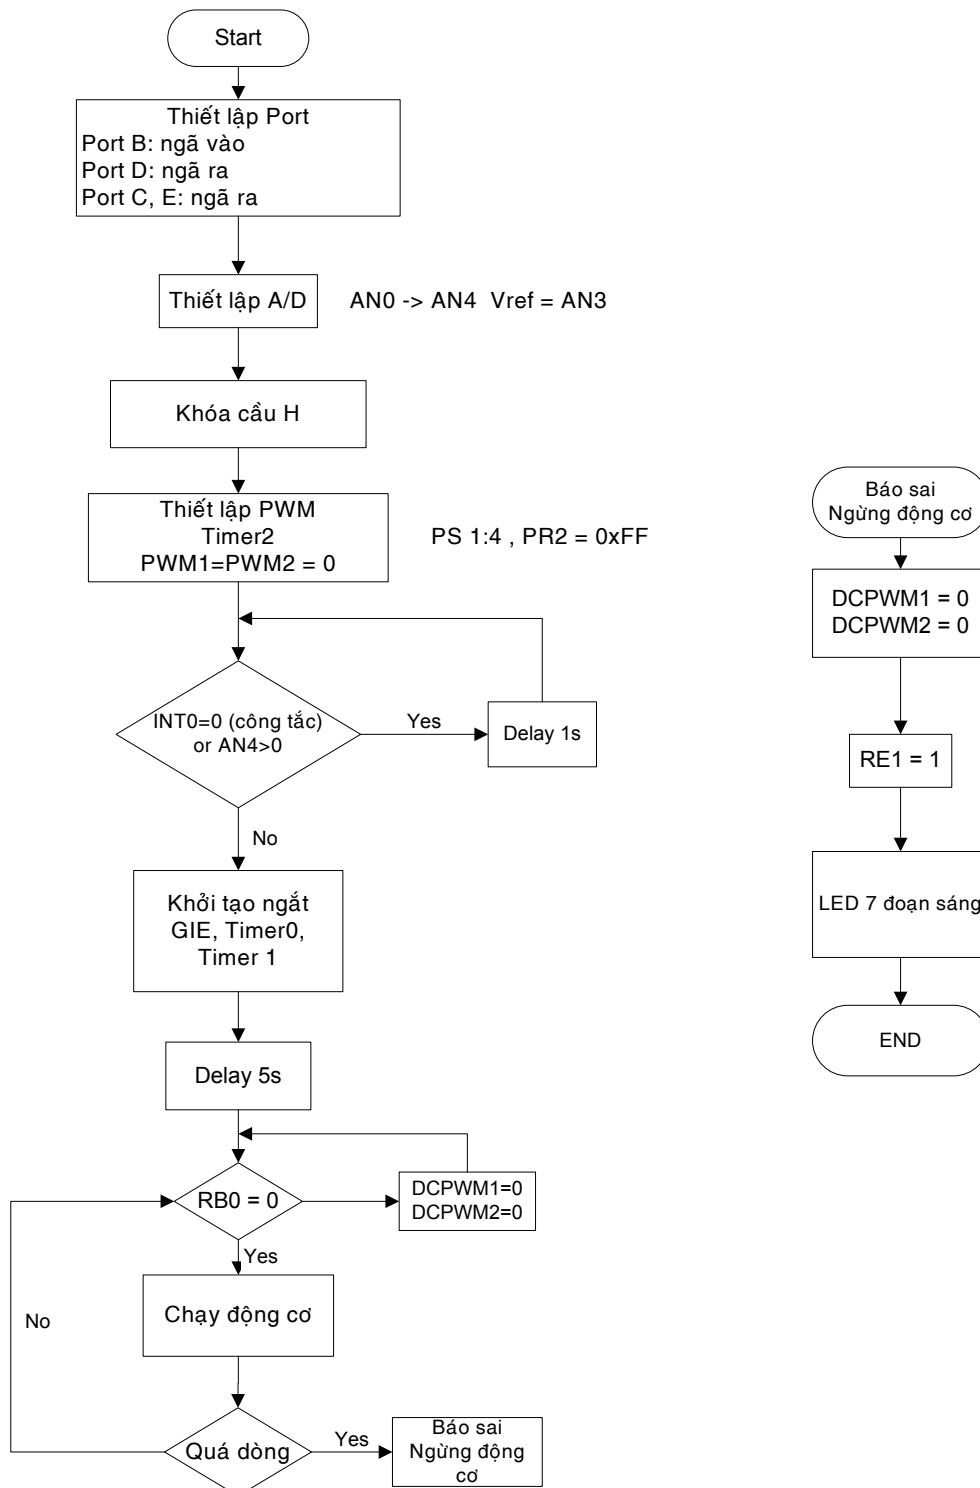 Start
Thiết lập Port
Port B: ngã vào
Port D: ngã ra
Port C, E: ngã ra
Thiết lập A/D
AN0 -> AN4 Vref = AN3
Khóa cầu H
Thiết lập PWM
Timer2
PWM1=PWM2 = 0
PS 1:4 , PR2 = 0xFF
INT0=0 (công tắc)
or AN4>0
Yes
Delay 1s
No
Khởi tạo ngắt
GIE, Timer0,
Timer 1
Delay 5s
RB0 = 0
DCPWM1=0
DCPWM2=0
Yes
Chạy động cơ
No
Quá dòng
Yes
Báo sai
Ngừng động
cơ
Báo sai
Ngừng động cơ
DCPWM1 = 0
DCPWM2 = 0
RE1 = 1
LED 7 đoạn sáng
END